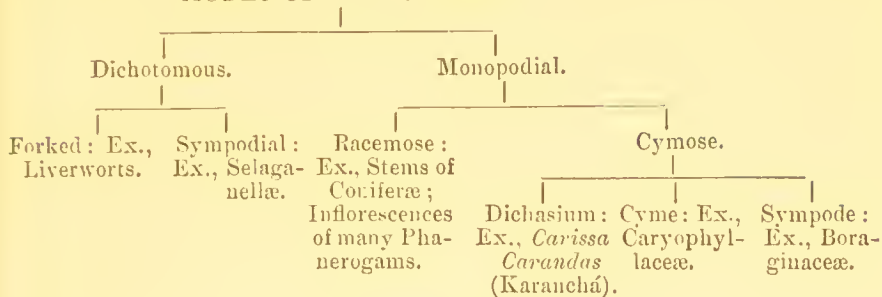 Dichotomous. Monopodial.
Forked: Ex., Sympodial: Racemose: Cymose.
Liverworts. Ex., Selaga- Ex., Stems of
nellæ. Coniferæ;
Inflorescences Dichasium: Cyme: Ex., Sympode:
of many Pha- Ex., Carissa Caryophyl- Ex., Bora-
nerogams. Carandas laceæ. ginaceæ.
(Karanchá).